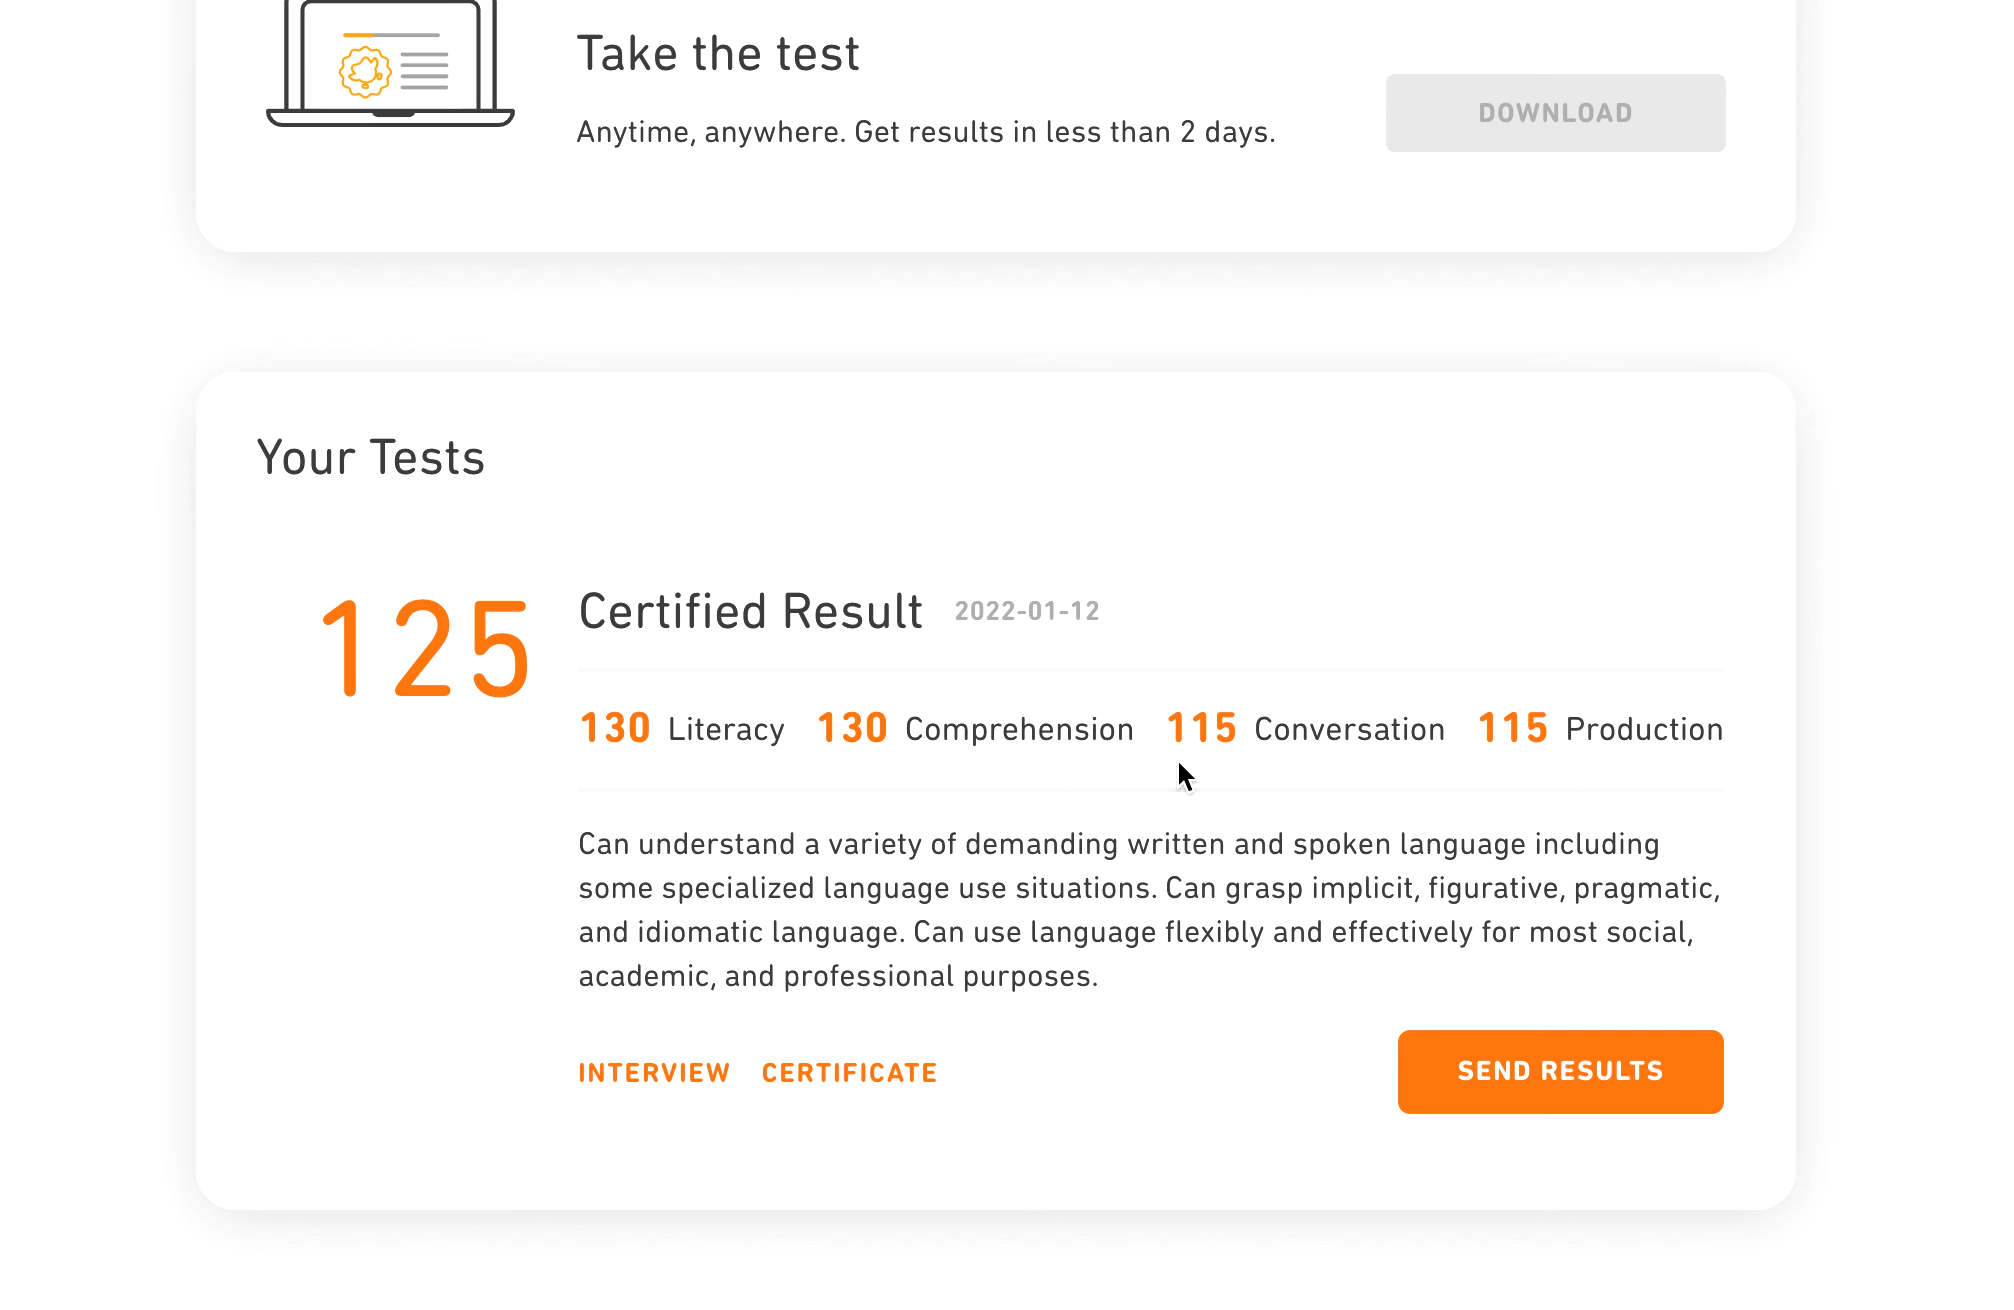 Take the test
Anytime, anywhere. Get results in less than 2 days.
DOWNLOAD
Your Tests
125
Certified Result 2022-01-12
130 Literacy 130 Comprehension 115 Conversation 115 Production
Can understand a variety of demanding written and spoken language including
some specialized language use situations. Can grasp implicit, figurative, pragmatic,
and idiomatic language. Can use language flexibly and effectively for most social,
academic, and professional purposes.
INTERVIEW CERTIFICATE
SEND RESULTS